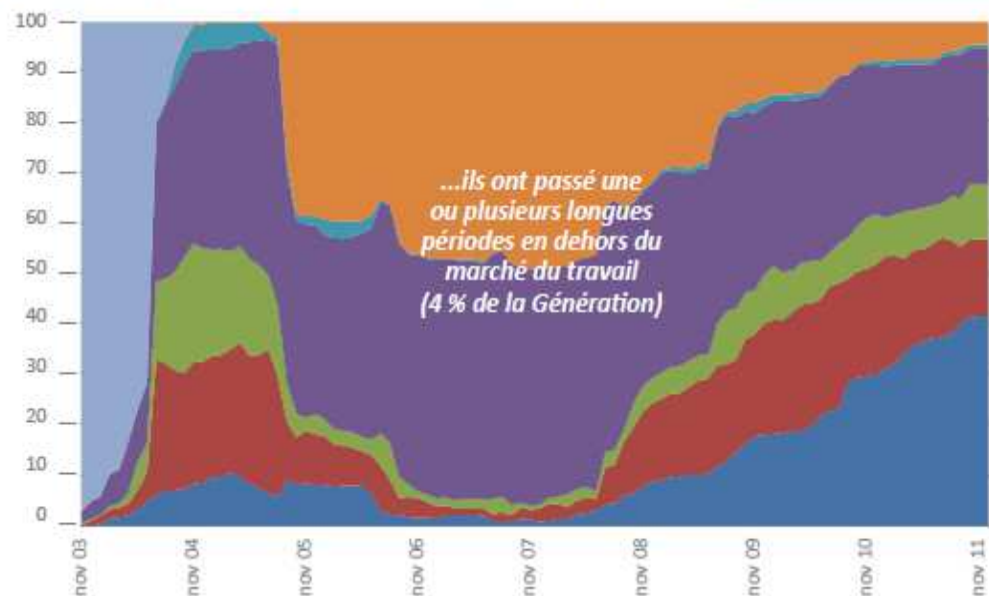 100
90
80
70
60
50
40
30
20
10
0
...ils ont passé une
ou plusieurs longues
périodes en dehors du
marché du travail
(4 % de la Génération)
nov 03
nov 04
nov 05
nov 06
nov 07
nov 08
nov 09
nov 10
nov 11